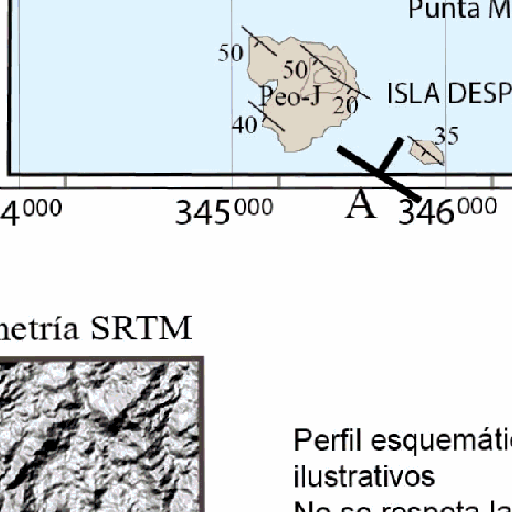 Punta M
50
50
Peo-J
20
ISLA DESP
40
35
4000
345000
A
346000
netría SRTM
Perfil esquemáti
ilustrativos
No se respeta la